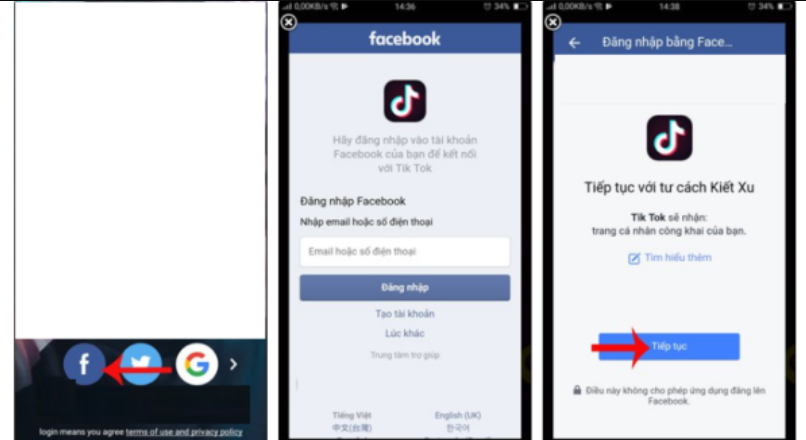 login means you agree terms of use and privacy policy
0,00KB/s 14:36 34%
facebook
Hãy đăng nhập vào tài khoản
Facebook của bạn để kết nối
với Tik Tok
Đăng nhập Facebook
Nhập email hoặc số điện thoại
Email hoặc số điện thoại
Đăng nhập
Tạo tài khoản
Lúc khác
Trung tâm trợ giúp
Tiếng Việt English (UK)
中文(台灣) 한국어
0,00KB/s 14:38 34%
Đăng nhập bằng Face...
Tiếp tục với tư cách Kiết Xu
Tik Tok sẽ nhận:
trang cá nhân công khai của bạn.
Tìm hiểu thêm
Tiếp tục
Điều này không cho phép ứng dụng đăng lên
Facebook.